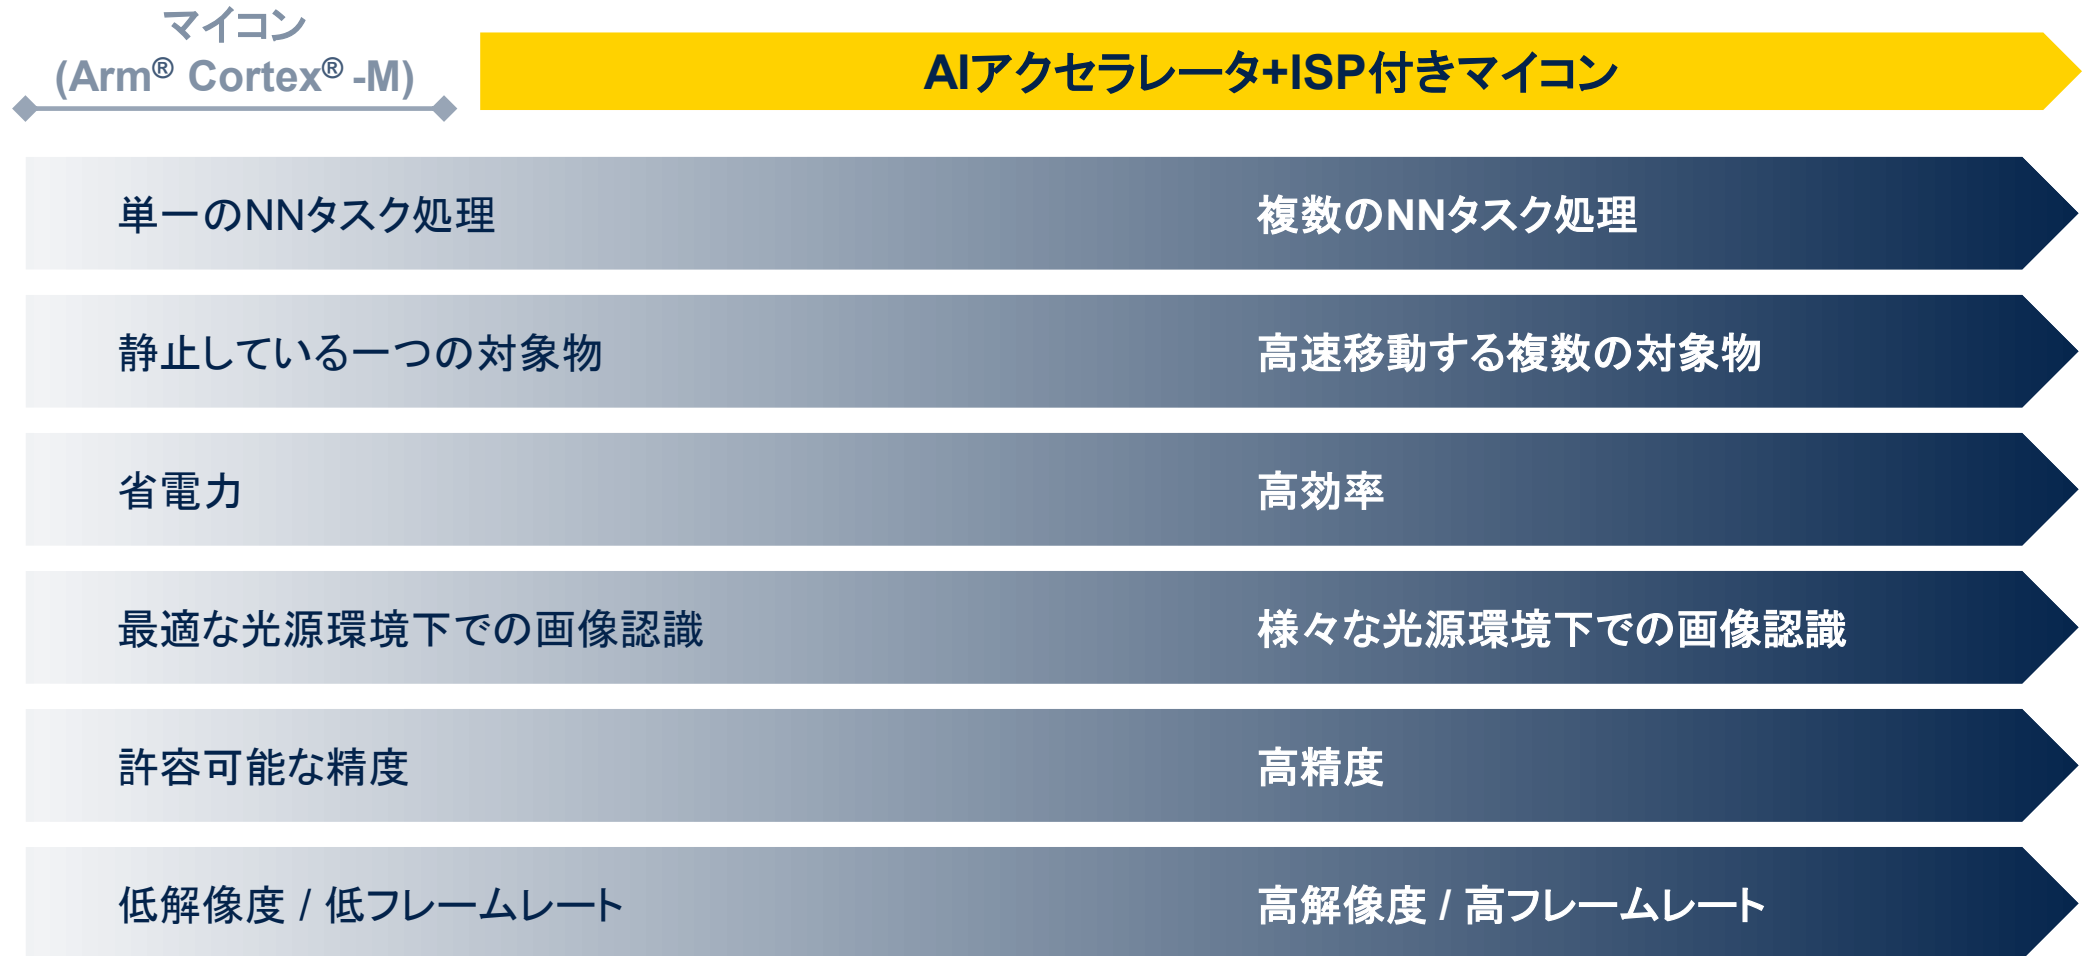 マイコン
(Arm® Cortex® -M)
AIアクセラレータ+ISP付きマイコン
単一のNNタスク処理
複数のNNタスク処理
静止している一つの対象物
高速移動する複数の対象物
省電力
高効率
最適な光源環境下での画像認識
様々な光源環境下での画像認識
許容可能な精度
高精度
低解像度 / 低フレームレート
高解像度 / 高フレームレート